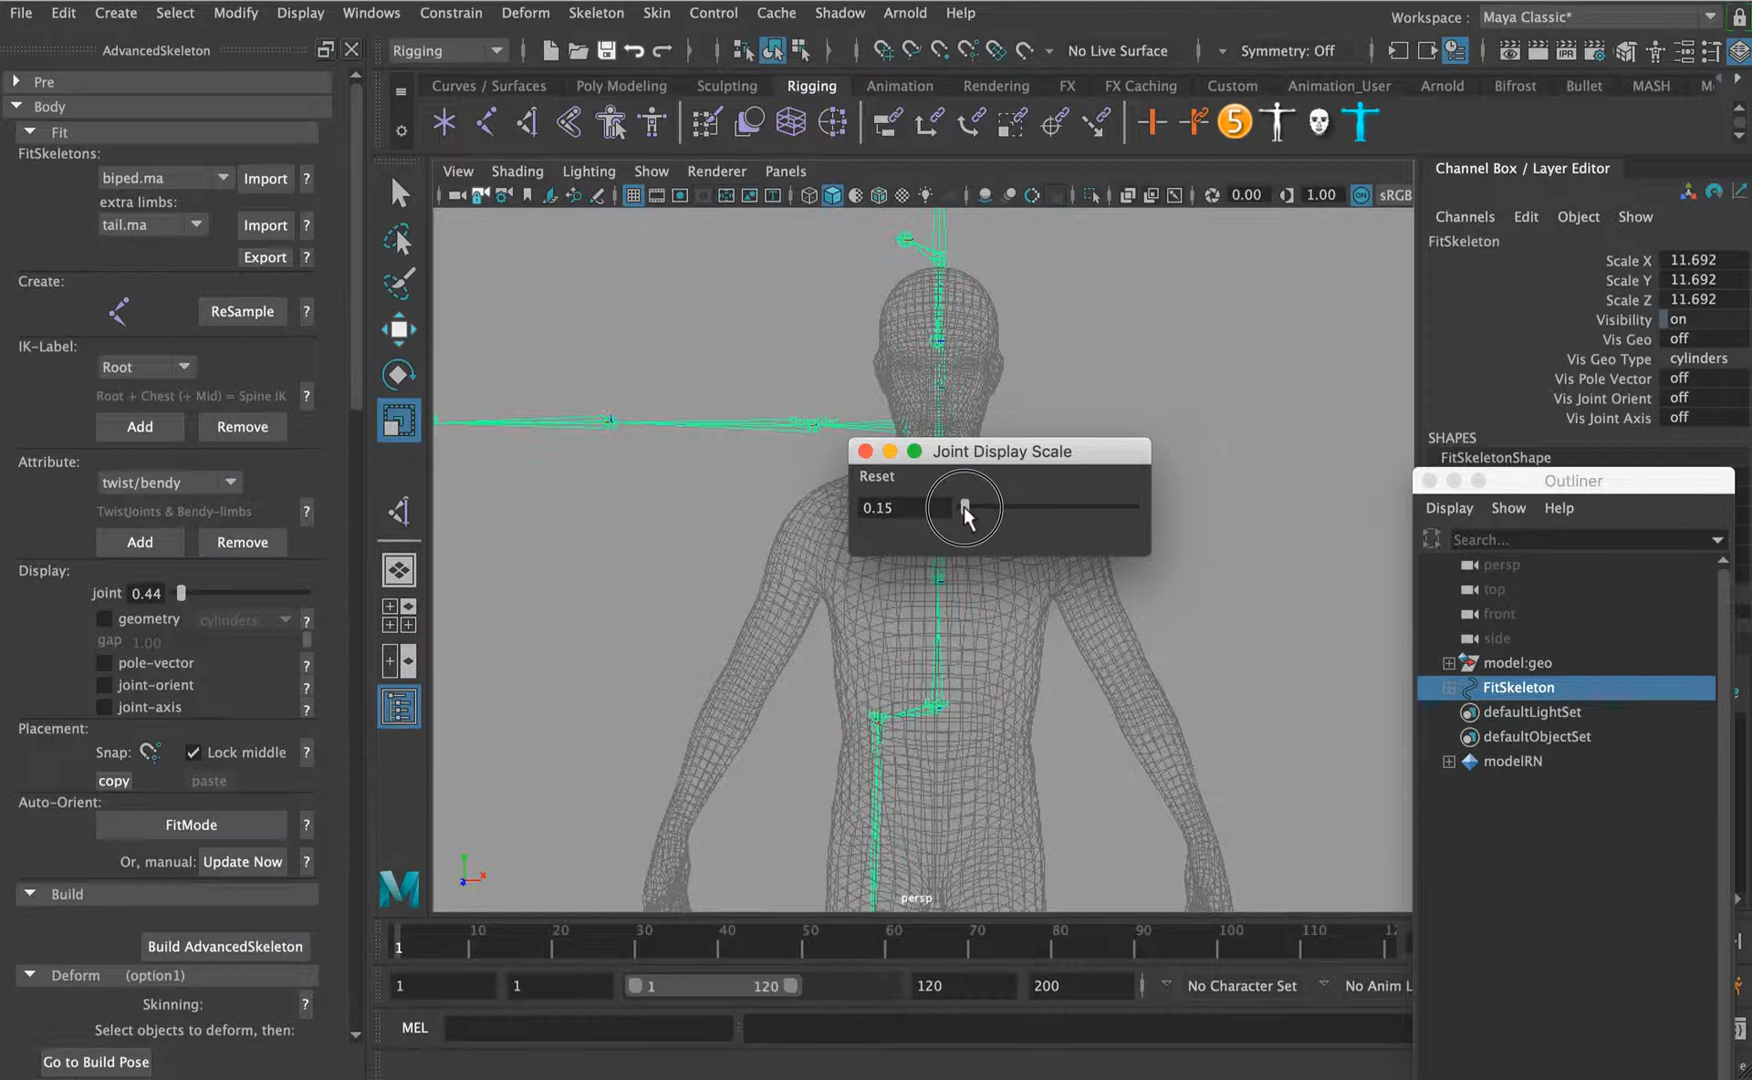 File Edit Create Select Modify Display Windows Constrain Deform Skeleton Skin Control Cache Shadow Arnold Help
Workspace : Maya Classic*
AdvancedSkeleton
Rigging
No Live Surface
Symmetry: Off
IPR
Pre
Curves / Surfaces Poly Modeling Sculpting Rigging Animation Rendering FX FX Caching Custom Animation_User Arnold Bifrost Bullet MASH
Body
5
Fit
FitSkeletons:
biped.ma Import ?
extra limbs:
tail.ma Import ?
Export ?
Create:
ReSample ?
IK-Label:
Root
Root + Chest (+ Mid) = Spine IK ?
Add Remove
Attribute:
twist/bendy
TwistJoints & Bendy-limbs ?
Add Remove
Display:
joint 0.44
geometry cylinders ?
gap 1.00
pole-vector ?
joint-orient ?
joint-axis ?
Placement:
Snap: Lock middle ?
copy paste
Auto-Orient:
FitMode ?
Or, manual: Update Now ?
Build
Build AdvancedSkeleton
Deform (option1)
Skinning: ?
Select objects to deform, then:
Go to Build Pose
View Shading Lighting Show Renderer Panels
0.00 1.00 ON sRGB
Joint Display Scale
Reset
0.15
persp
Channel Box / Layer Editor
Channels Edit Object Show
FitSkeleton
Scale X 11.692
Scale Y 11.692
Scale Z 11.692
Visibility on
Vis Geo off
Vis Geo Type cylinders
Vis Pole Vector off
Vis Joint Orient off
Vis Joint Axis off
SHAPES
FitSkeletonShape
Outliner
Display Show Help
Search...
persp
top
front
side
model:geo
FitSkeleton
defaultLightSet
defaultObjectSet
modelRN
1 10 20 30 40 50 60 70 80 90 100 110
1 1 1 120 120 200 No Character Set No Anim L
MEL